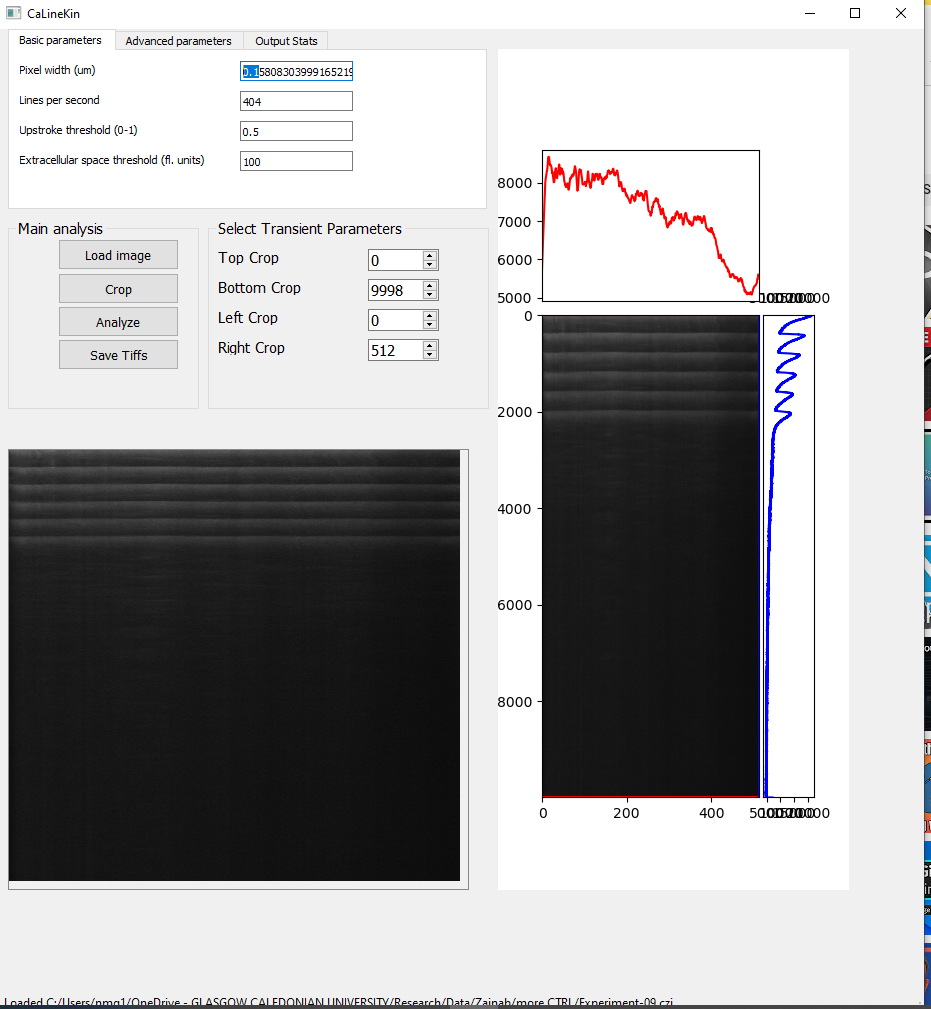 CaLineKin
Basic parameters
Advanced parameters
Output Stats
Pixel width (um)
0.15808303999165219
Lines per second
404
Upstroke threshold (0-1)
0.5
Extracellular space threshold (fl. units)
100
Main analysis
Load image
Crop
Analyze
Save Tiffs
Select Transient Parameters
Top Crop
0
Bottom Crop
9998
Left Crop
0
Right Crop
512
8000
7000
6000
5000
0
2000
4000
6000
8000
0
200
400
Loaded C:/Users/nmq1/OneDrive - GLASGOW CALEDONIAN UNIVERSITY/Research/Data/Zainab/more CTRL/Experiment-09.czi